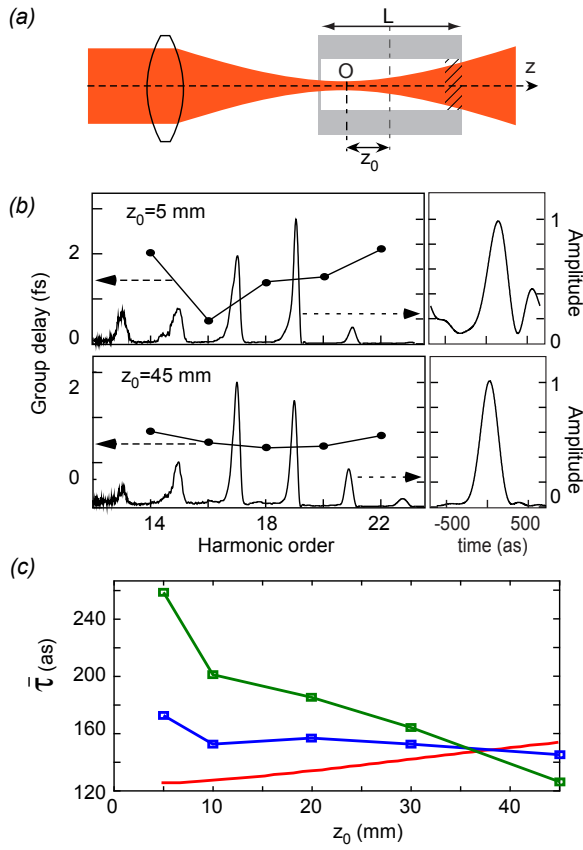 (a)
L
O
z
z0
(b)
z0=5 mm
Group delay (fs)
2
0
1
0
Amplitude
z0=45 mm
2
0
1
0
Amplitude
14 18 22
Harmonic order
-500 0 500
time (as)
(c)
τ̄ (as)
240
200
160
120
0 10 20 30 40
z0 (mm)